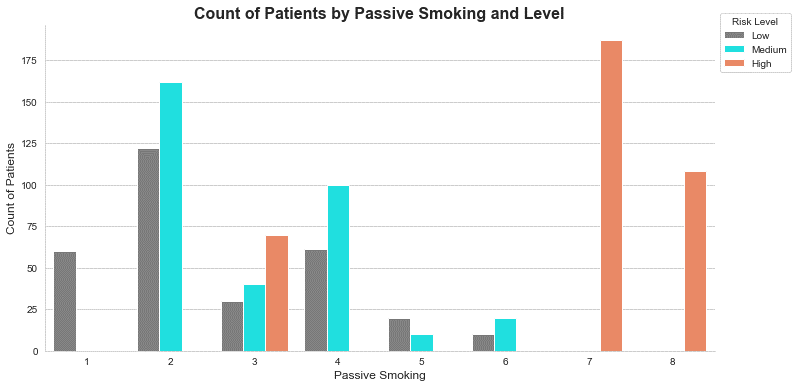 Count of Patients by Passive Smoking and Level
Risk Level
Low
Medium
High
Count of Patients
175
150
125
100
75
50
25
0
1 2 3 4 5 6 7 8
Passive Smoking